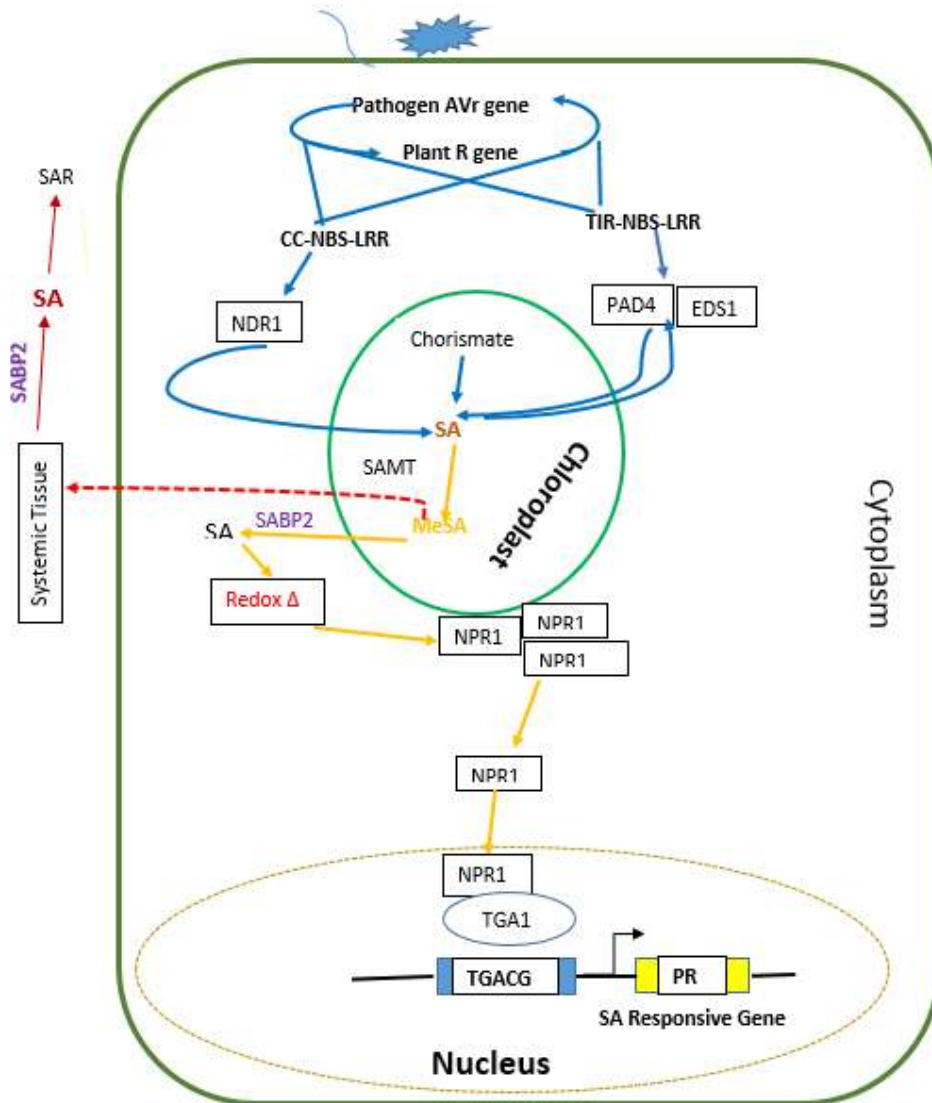 Pathogen AVr gene
Plant R gene
SAR
CC-NBS-LRR
TIR-NBS-LRR
SA
SABP2
NDR1
PAD4
EDS1
Chorismate
SA
Chloroplast
SAMT
MeSA
SABP2
SA
Systemic Tissue
Cytoplasm
Redox Δ
NPR1
NPR1
NPR1
NPR1
NPR1
TGA1
TGACG
PR
SA Responsive Gene
Nucleus